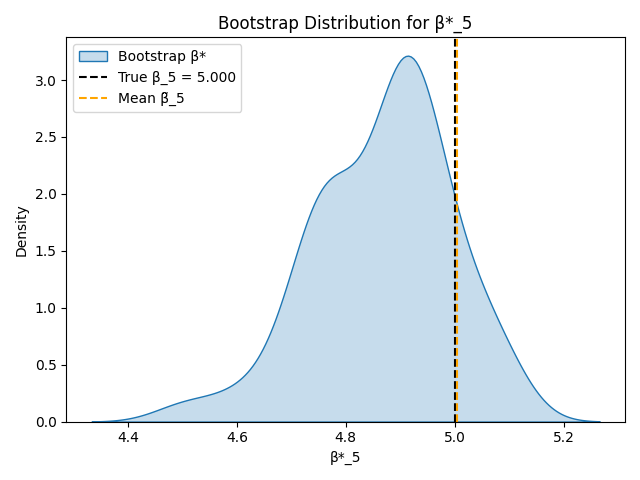 Bootstrap Distribution for β*_5
Bootstrap β*
True β_5 = 5.000
Mean β̂_5
3.0
2.5
2.0
1.5
1.0
0.5
0.0
Density
4.4 4.6 4.8 5.0 5.2
β*_5